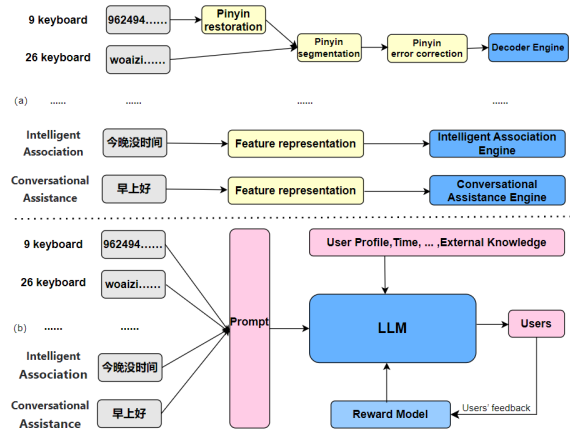 9 keyboard
962494......
Pinyin
restoration
26 keyboard
woaizi......
Pinyin
segmentation
Pinyin
error correction
Decoder Engine
(a)
......
......
......
......
Intelligent
Association
今晚没时间
Feature representation
Intelligent Association
Engine
Conversational
Assistance
早上好
Feature representation
Conversational
Assistance Engine
9 keyboard
962494......
User Profile,Time, ... ,External Knowledge
26 keyboard
woaizi......
Prompt
LLM
Users
(b)
......
......
Intelligent
Association
今晚没时间
Conversational
Assistance
早上好
Reward Model
Users' feedback